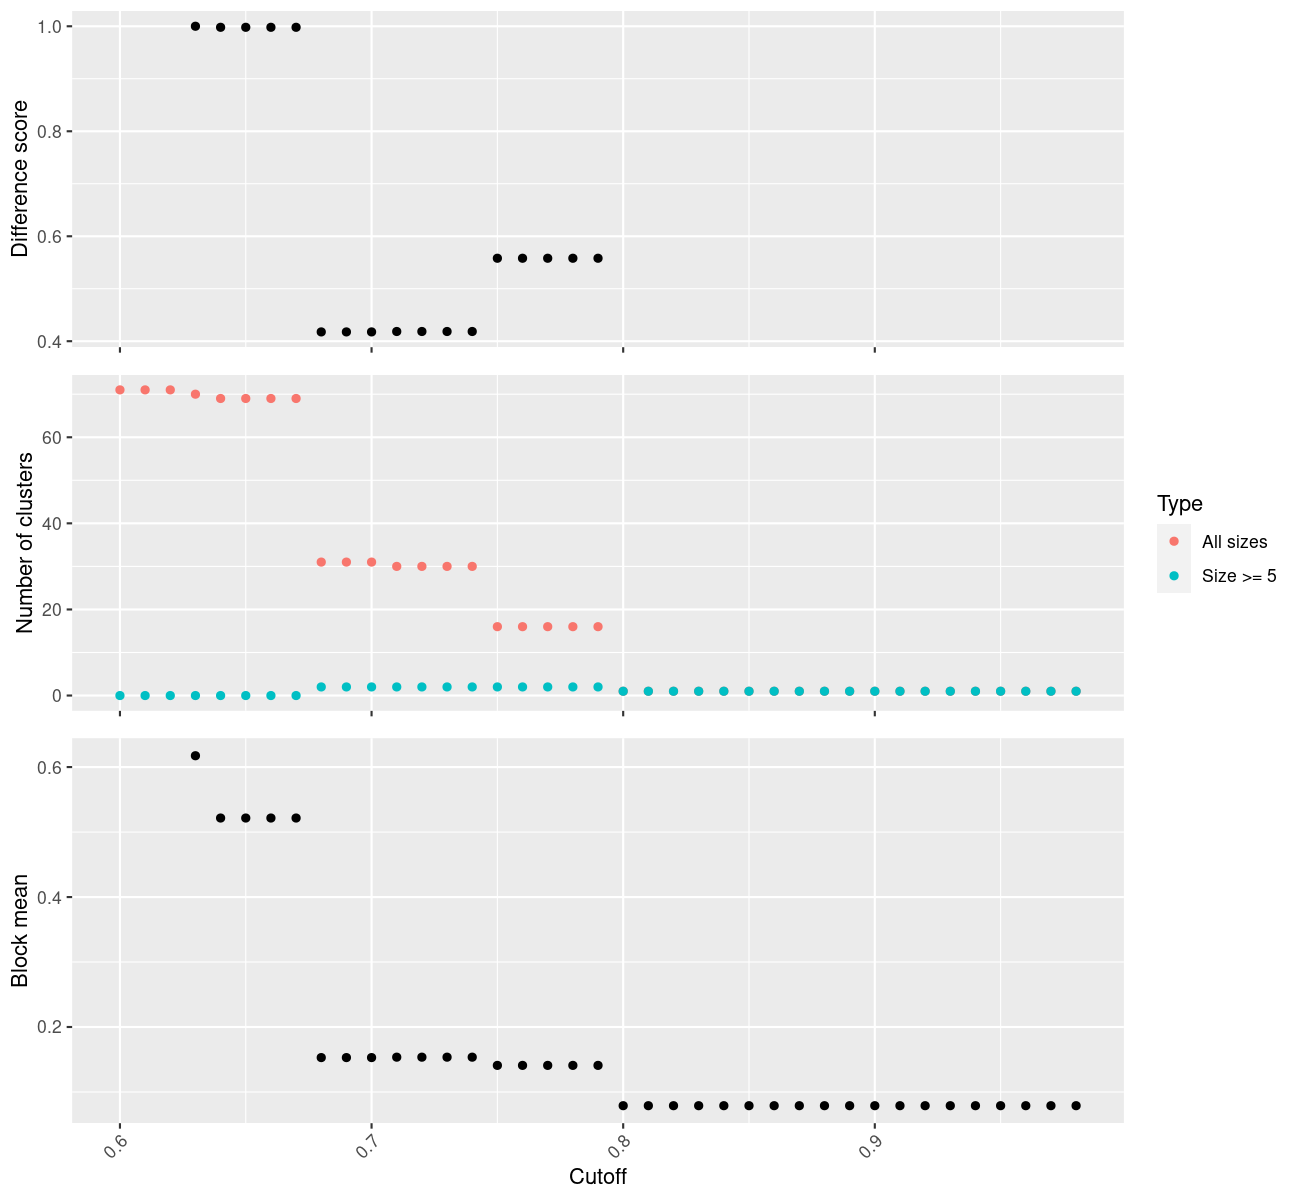 Difference score
1.0
0.8
0.6
0.4
Number of clusters
60
40
20
0
Type
All sizes
Size >= 5
Block mean
0.6
0.4
0.2
0.6
0.7
0.8
0.9
Cutoff